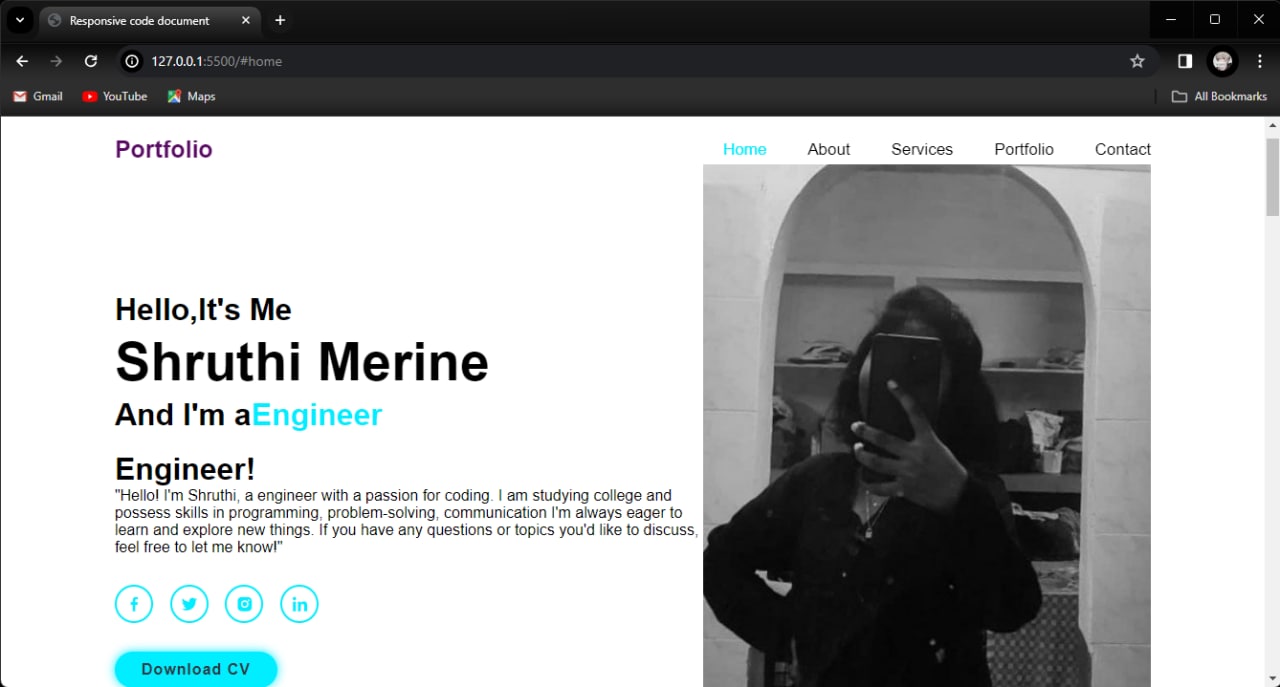 Responsive code document
127.0.0.1:5500/#home
Gmail YouTube Maps All Bookmarks
Portfolio Home About Services Portfolio Contact
Hello,It's Me
Shruthi Merine
And I'm aEngineer
Engineer!
"Hello! I'm Shruthi, a engineer with a passion for coding. I am studying college and
possess skills in programming, problem-solving, communication I'm always eager to
learn and explore new things. If you have any questions or topics you'd like to discuss,
feel free to let me know!"
Download CV